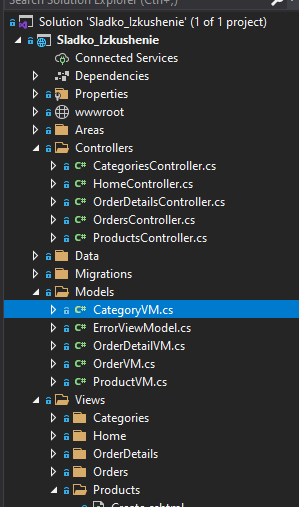 Search Solution Explorer (Ctrl+;)
Solution 'Sladko_Izkushenie' (1 of 1 project)
Sladko_Izkushenie
Connected Services
Dependencies
Properties
wwwroot
Areas
Controllers
C# CategoriesController.cs
C# HomeController.cs
C# OrderDetailsController.cs
C# OrdersController.cs
C# ProductsController.cs
Data
Migrations
Models
C# CategoryVM.cs
C# ErrorViewModel.cs
C# OrderDetailVM.cs
C# OrderVM.cs
C# ProductVM.cs
Views
Categories
Home
OrderDetails
Orders
Products
Create.cshtml